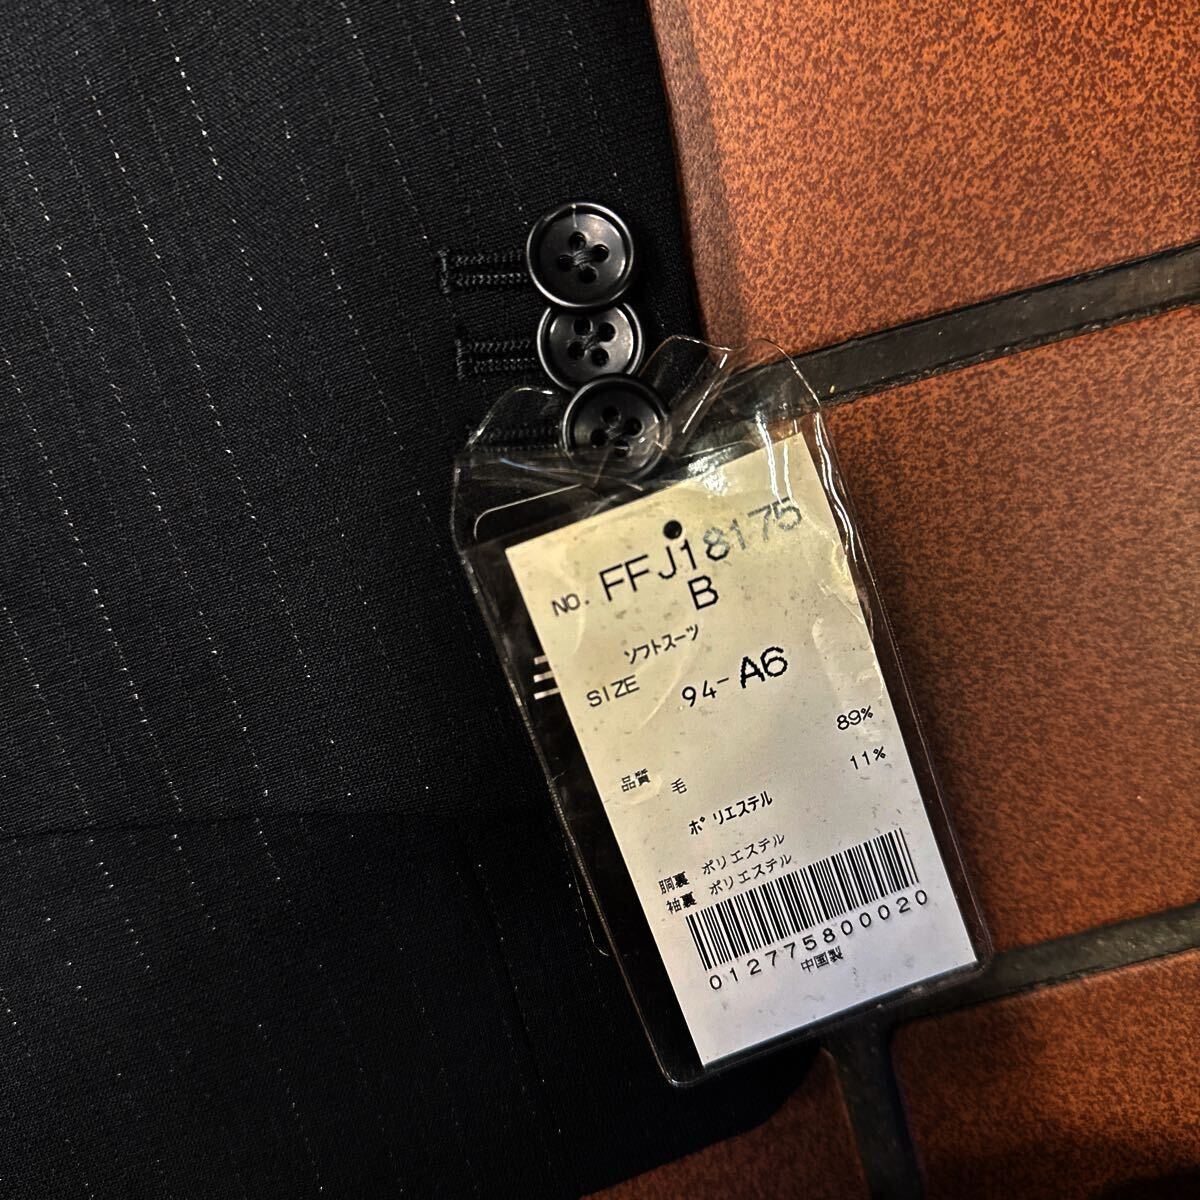 NO. FFJ18175
B
ソフトスーツ
SIZE 94-A6
89%
品質 毛 11%
ポリエステル
胴裏 ポリエステル
袖裏 ポリエステル
012775800020
中国製